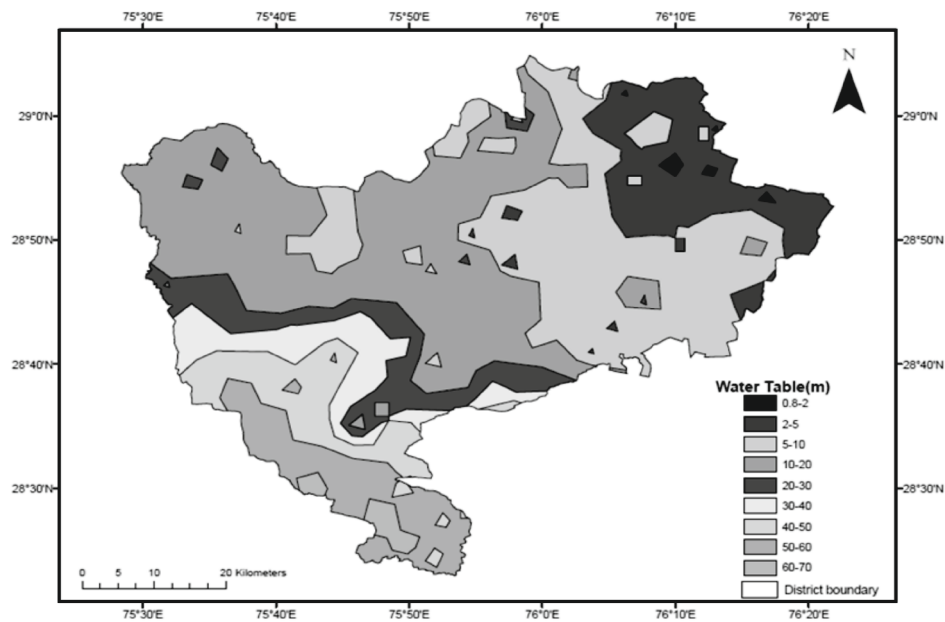 75°30'E 75°40'E 75°50'E 76°0'E 76°10'E 76°20'E
N
29°0'N 29°0'N
28°50'N 28°50'N
28°40'N 28°40'N
Water Table(m)
0.8-2
2-5
5-10
10-20
20-30
28°30'N 28°30'N
30-40
40-50
50-60
60-70
District boundary
0 5 10 20 Kilometers
75°30'E 75°40'E 75°50'E 76°0'E 76°10'E 76°20'E